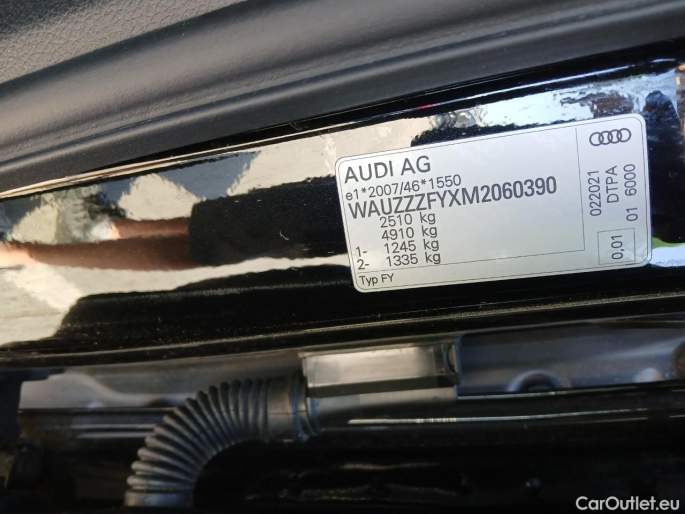 AUDI AG
e1*2007/46*1550
WAUZZZFYXM2060390
2510 kg
4910 kg
1- 1245 kg
2- 1335 kg
Typ FY
022021
DTPA
01 6000
0,01
CarOutlet.eu